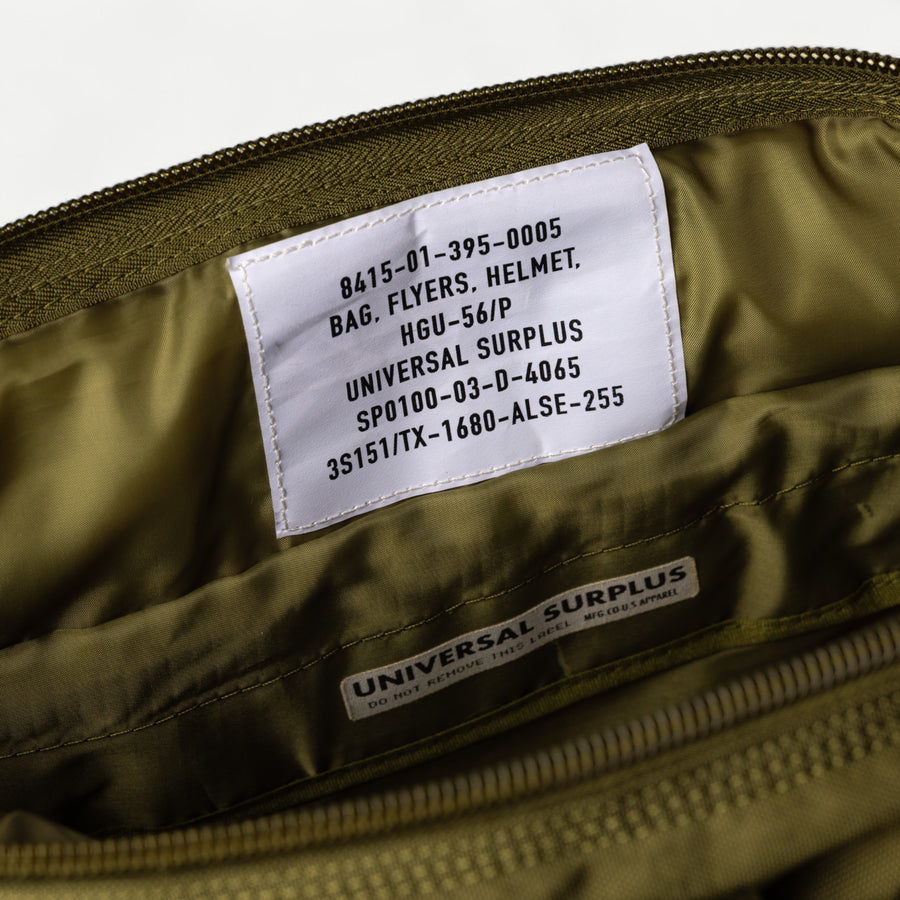 8415-01-395-0005
BAG, FLYERS, HELMET,
HGU-56/P
UNIVERSAL SURPLUS
SP0100-03-D-4065
3S151/TX-1680-ALSE-255
UNIVERSAL SURPLUS
DO NOT REMOVE THIS LABEL MFG.CO U.S APPAREL